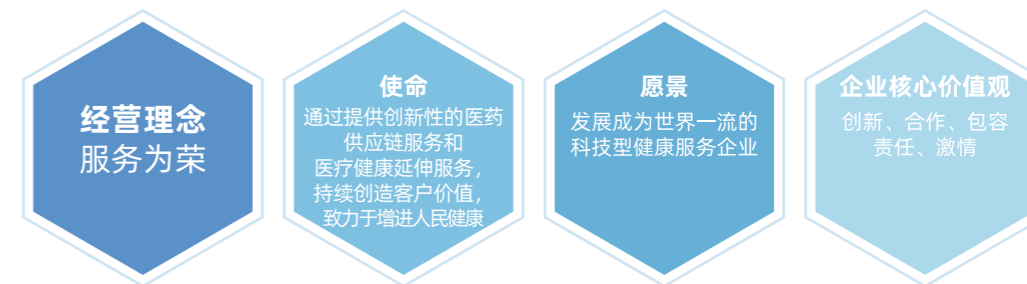 经营理念
服务为荣
使命
通过提供创新性的医药
供应链服务和
医疗健康延伸服务，
持续创造客户价值，
致力于增进人民健康
愿景
发展成为世界一流的
科技型健康服务企业
企业核心价值观
创新、合作、包容
责任、激情